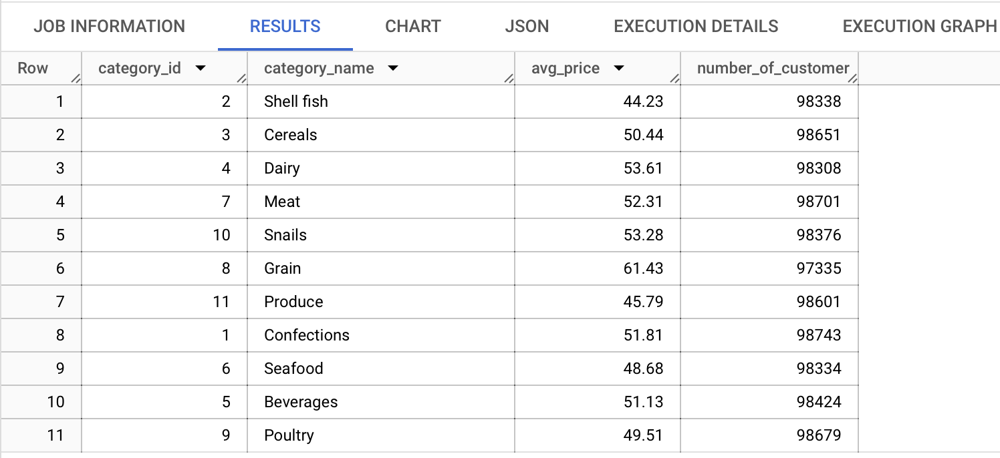 JOB INFORMATION RESULTS CHART JSON EXECUTION DETAILS EXECUTION GRAPH
Row category_id category_name avg_price number_of_customer
1 2 Shell fish 44.23 98338
2 3 Cereals 50.44 98651
3 4 Dairy 53.61 98308
4 7 Meat 52.31 98701
5 10 Snails 53.28 98376
6 8 Grain 61.43 97335
7 11 Produce 45.79 98601
8 1 Confections 51.81 98743
9 6 Seafood 48.68 98334
10 5 Beverages 51.13 98424
11 9 Poultry 49.51 98679